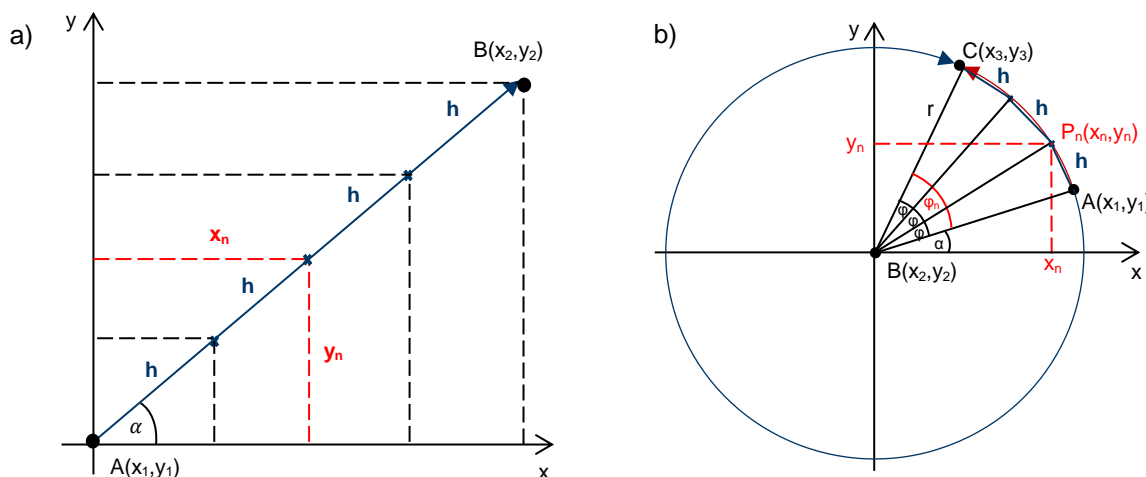 a)
y
B(x₂,y₂)
h
h
xₙ
h
yₙ
h
α
A(x₁,y₁)
x
b)
y
C(x₃,y₃)
h
r
h
Pₙ(xₙ,yₙ)
yₙ
h
φ
φₙ
φ
φ
α
A(x₁,y₁)
B(x₂,y₂)
xₙ
x